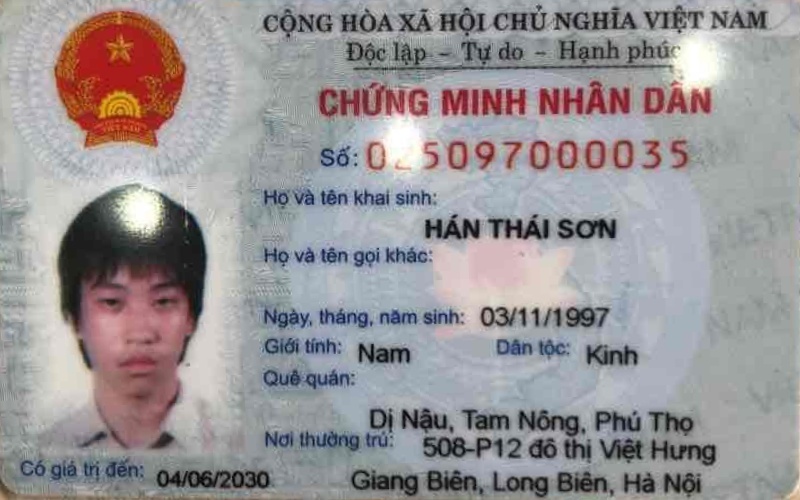 CỘNG HÒA XÃ HỘI CHỦ NGHĨA VIỆT NAM
Độc lập - Tự do - Hạnh phúc
CHỨNG MINH NHÂN DÂN
Số: 025097000035
Họ và tên khai sinh:
HÁN THÁI SƠN
Họ và tên gọi khác:
Ngày, tháng, năm sinh: 03/11/1997
Giới tính: Nam Dân tộc: Kinh
Quê quán:
Dị Nậu, Tam Nông, Phú Thọ
Nơi thường trú: 508-P12 đô thị Việt Hưng
Giang Biên, Long Biên, Hà Nội
Có giá trị đến: 04/06/2030